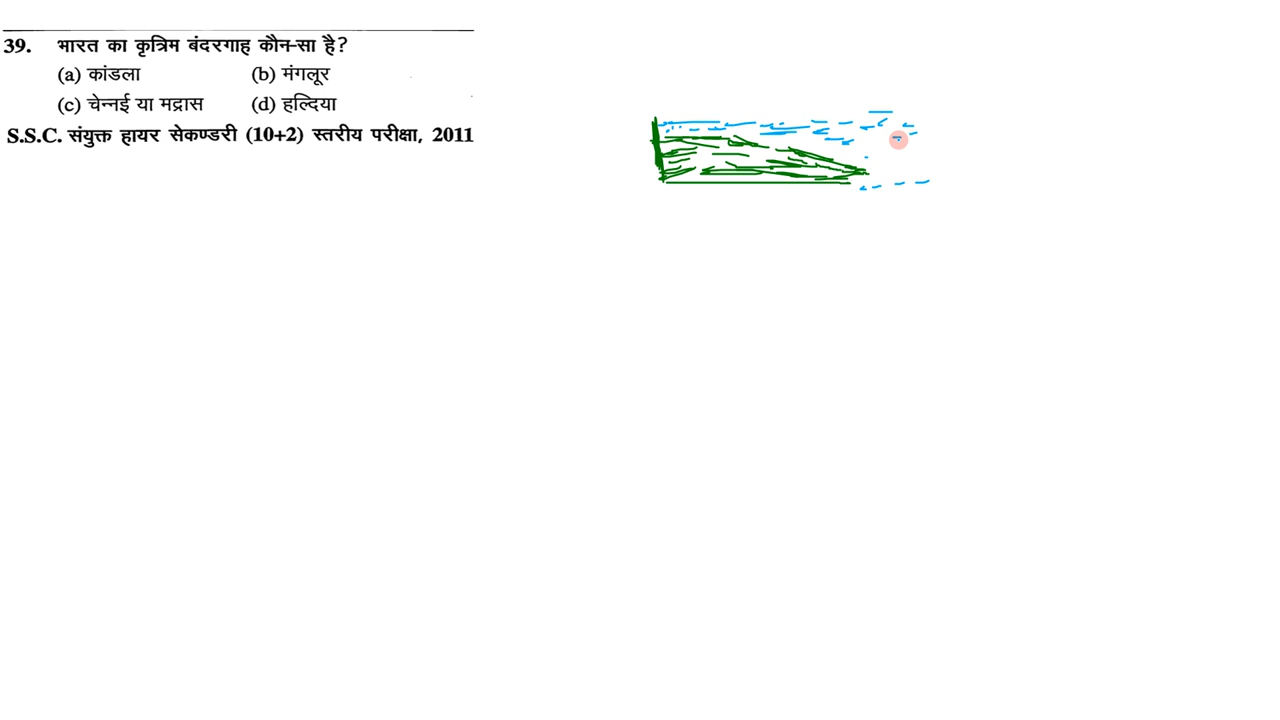 39. भारत का कृत्रिम बंदरगाह कौन-सा है?
(a) कांडला (b) मंगलूर
(c) चेन्नई या मद्रास (d) हल्दिया
S.S.C. संयुक्त हायर सेकण्डरी (10+2) स्तरीय परीक्षा, 2011